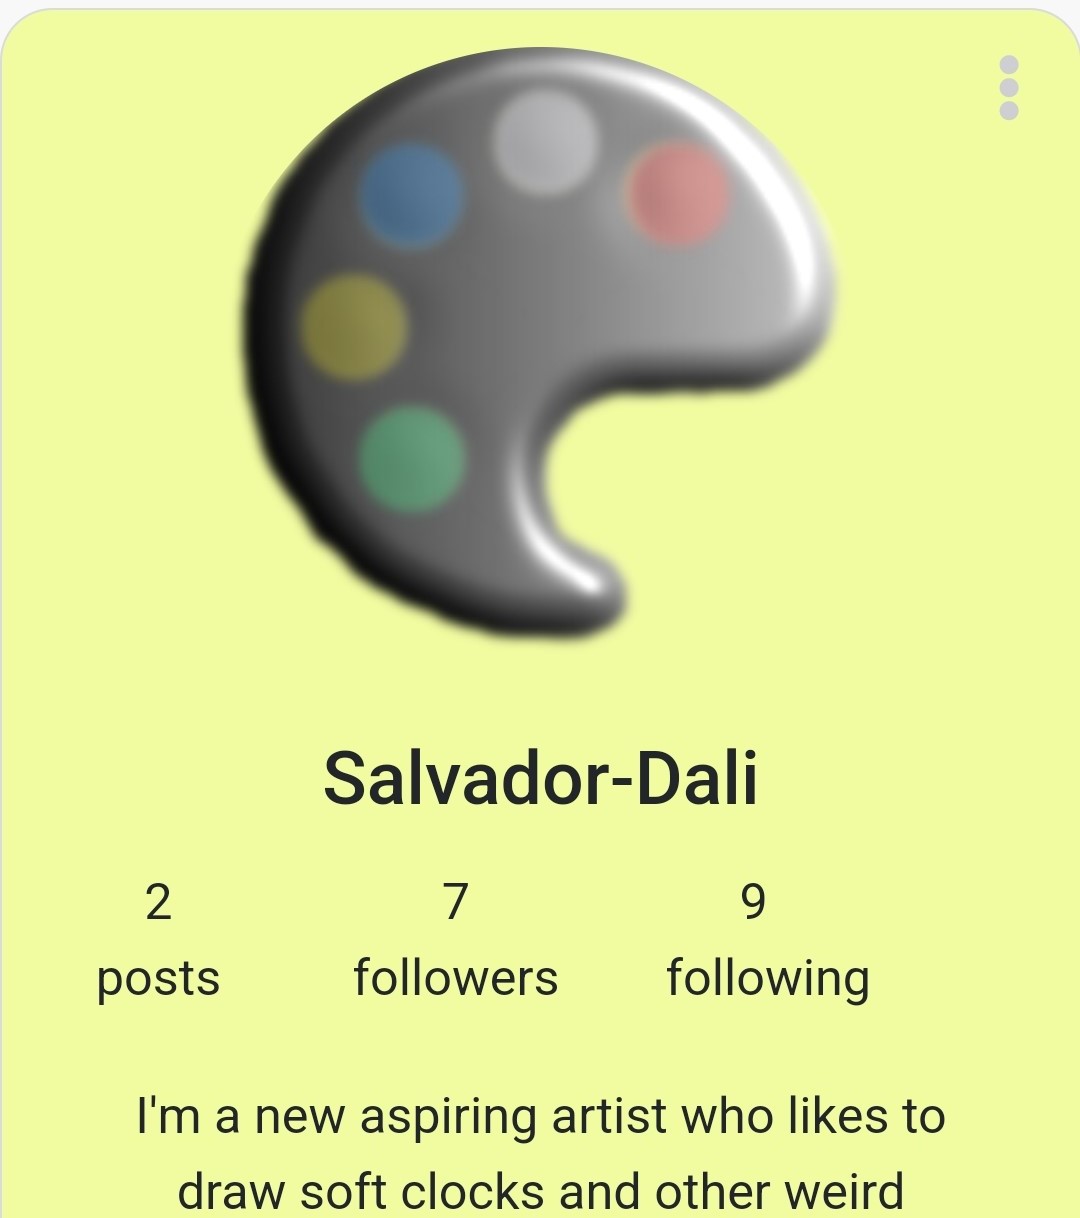 Salvador-Dali
2 7 9
posts followers following
I'm a new aspiring artist who likes to
draw soft clocks and other weird